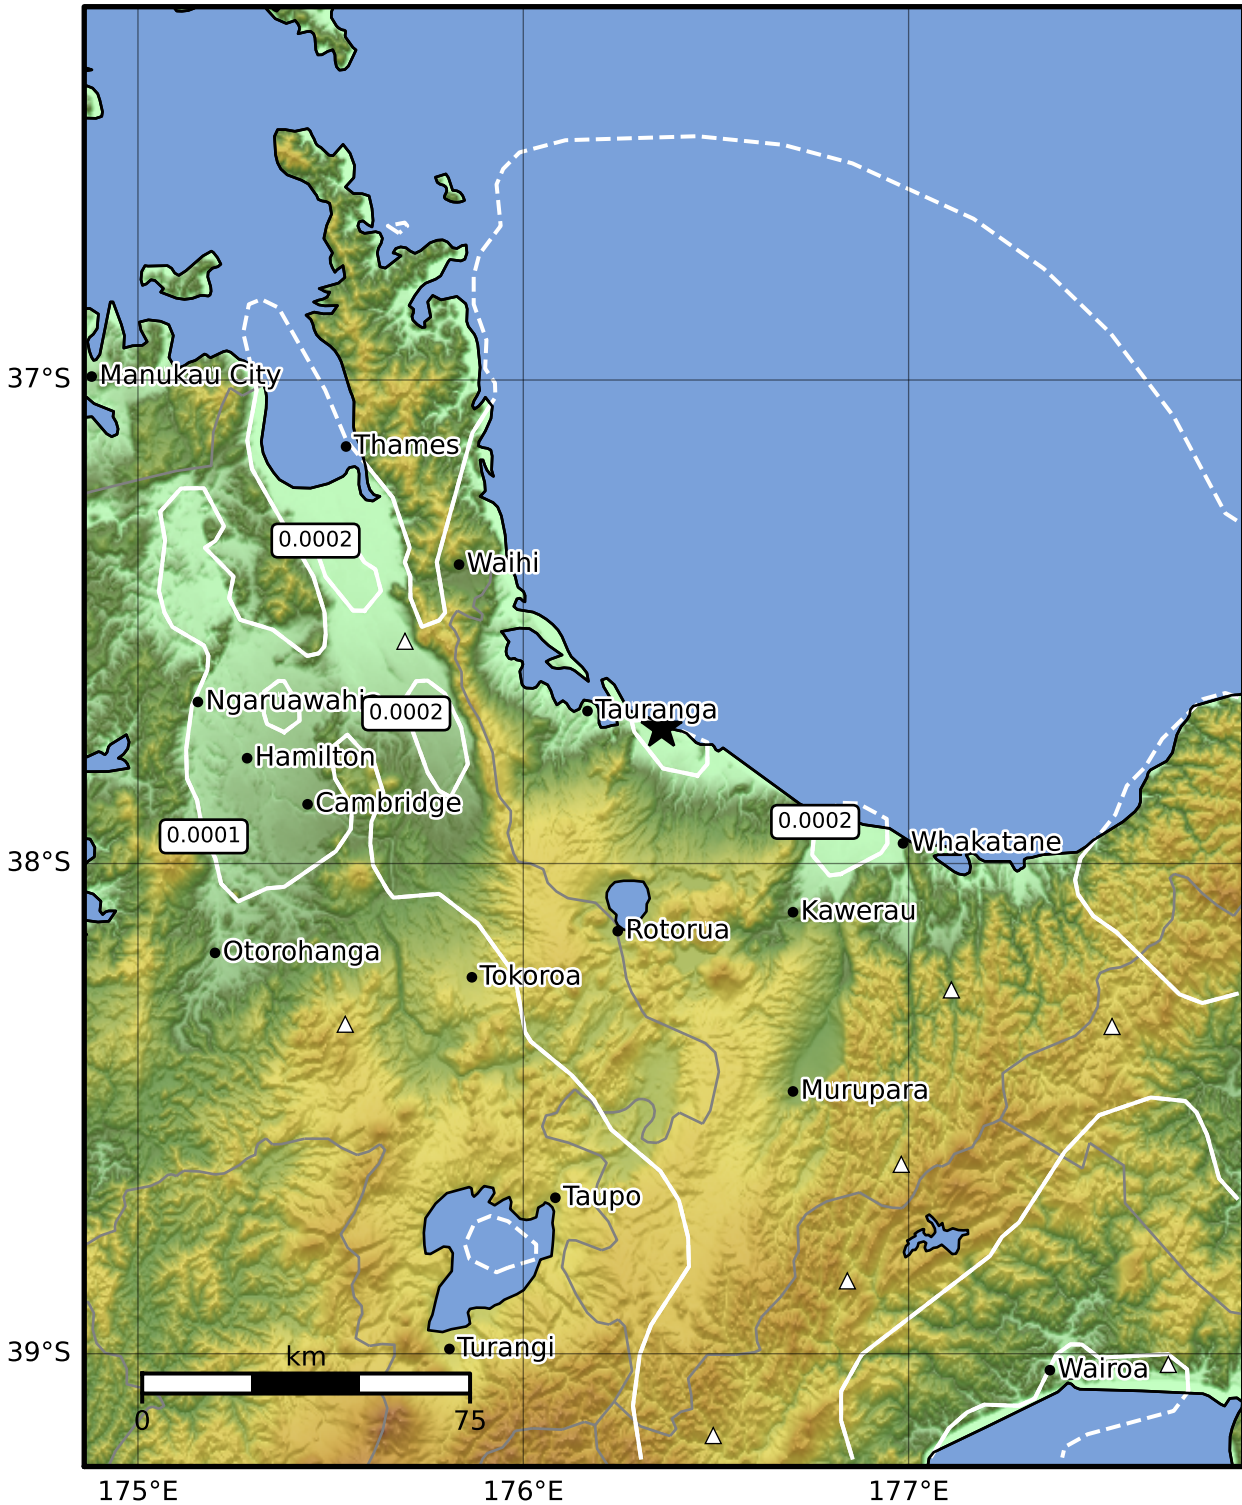 37°S
Manukau City
Thames
0.0002
Waihi
Ngaruawahia
0.0002
Tauranga
Hamilton
Cambridge
0.0001
0.0002
Whakatane
38°S
Kawerau
Rotorua
Otorohanga
Tokoroa
Murupara
Taupo
39°S
Turangi
km
Wairoa
0 75
175°E 176°E 177°E